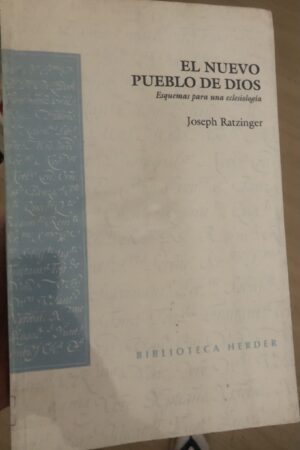 EL NUEVO
PUEBLO DE DIOS
Esquemas para una eclesiología
Joseph Ratzinger
BIBLIOTECA HERDER